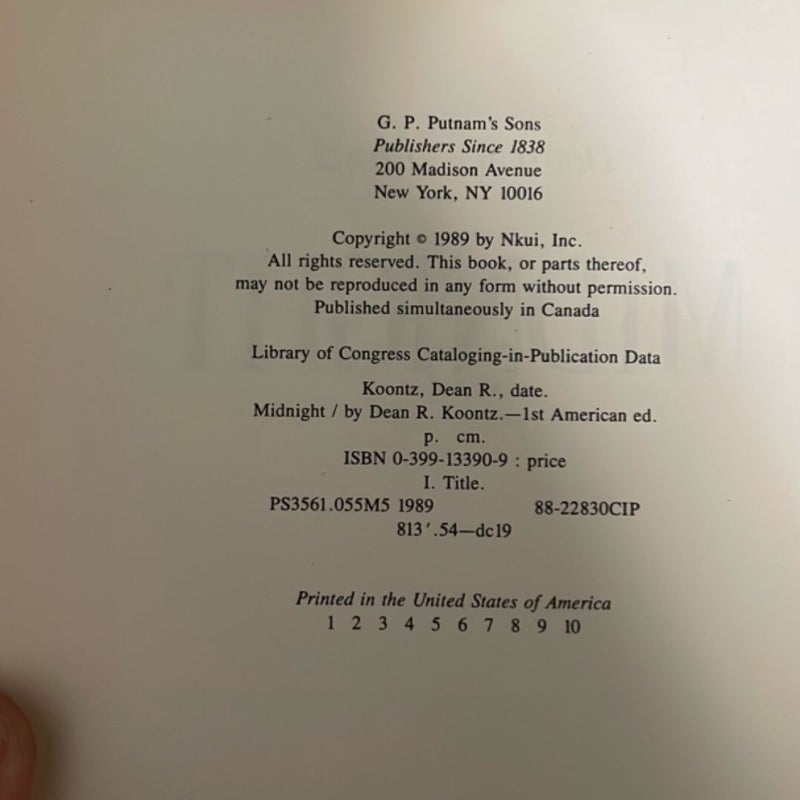 G. P. Putnam's Sons
Publishers Since 1838
200 Madison Avenue
New York, NY 10016
Copyright © 1989 by Nkui, Inc.
All rights reserved. This book, or parts thereof,
may not be reproduced in any form without permission.
Published simultaneously in Canada
Library of Congress Cataloging-in-Publication Data
Koontz, Dean R., date.
Midnight / by Dean R. Koontz.—1st American ed.
p. cm.
ISBN 0-399-13390-9 : price
I. Title.
PS3561.055M5 1989 88-22830CIP
813′.54—dc19
Printed in the United States of America
1 2 3 4 5 6 7 8 9 10